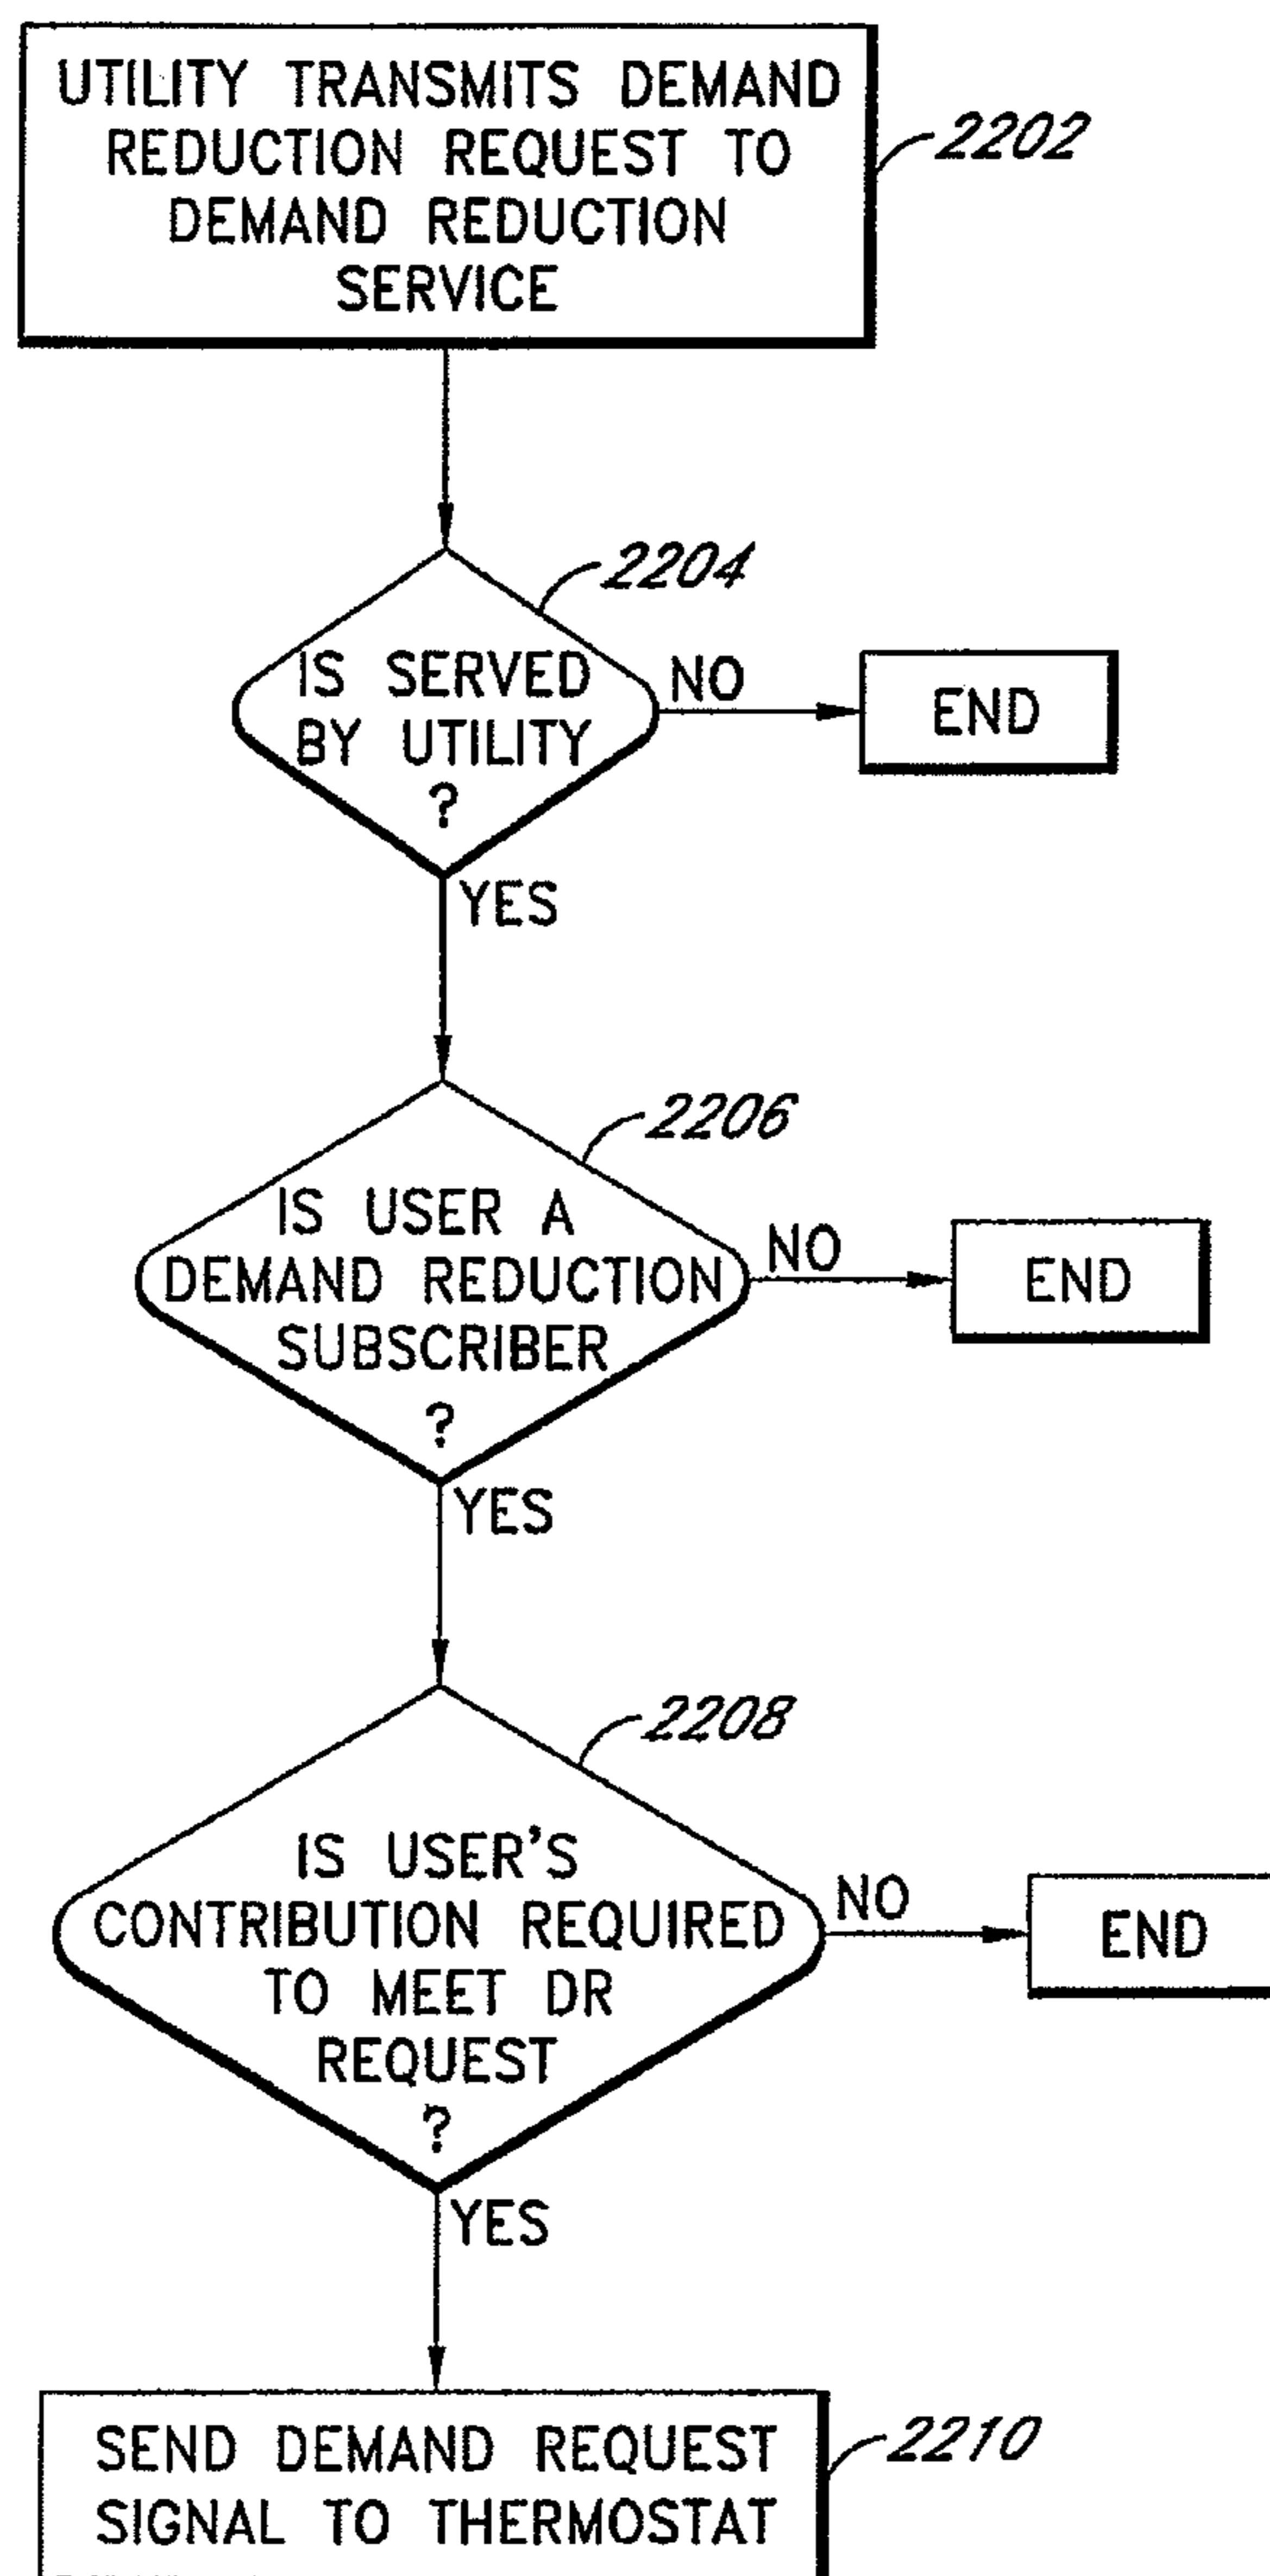 UTILITY TRANSMITS DEMAND
REDUCTION REQUEST TO
DEMAND REDUCTION
SERVICE
2202
2204
IS SERVED
BY UTILITY
?
NO
END
YES
2206
IS USER A
DEMAND REDUCTION
SUBSCRIBER
?
NO
END
YES
2208
IS USER'S
CONTRIBUTION REQUIRED
TO MEET DR
REQUEST
?
NO
END
YES
2210
SEND DEMAND REQUEST
SIGNAL TO THERMOSTAT